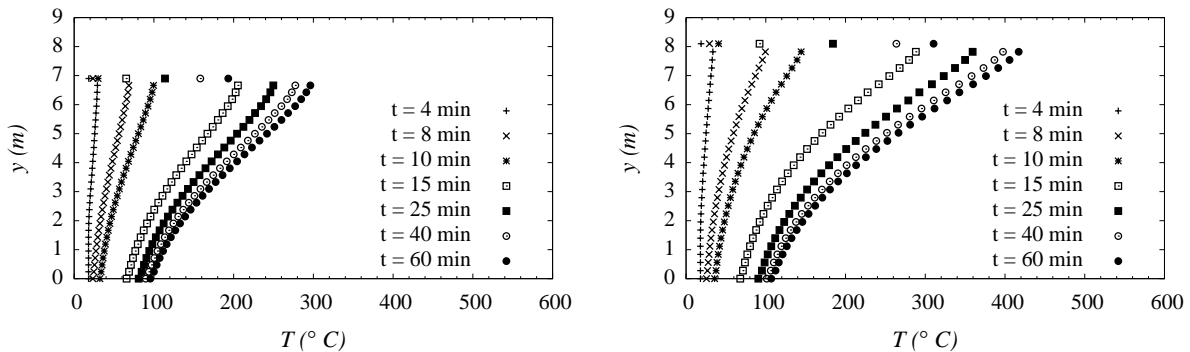 9
8
7
6
5
4
3
2
1
0
y (m)
0 100 200 300 400 500 600
T (° C)
t = 4 min
t = 8 min
t = 10 min
t = 15 min
t = 25 min
t = 40 min
t = 60 min
9
8
7
6
5
4
3
2
1
0
y (m)
0 100 200 300 400 500 600
T (° C)
t = 4 min
t = 8 min
t = 10 min
t = 15 min
t = 25 min
t = 40 min
t = 60 min